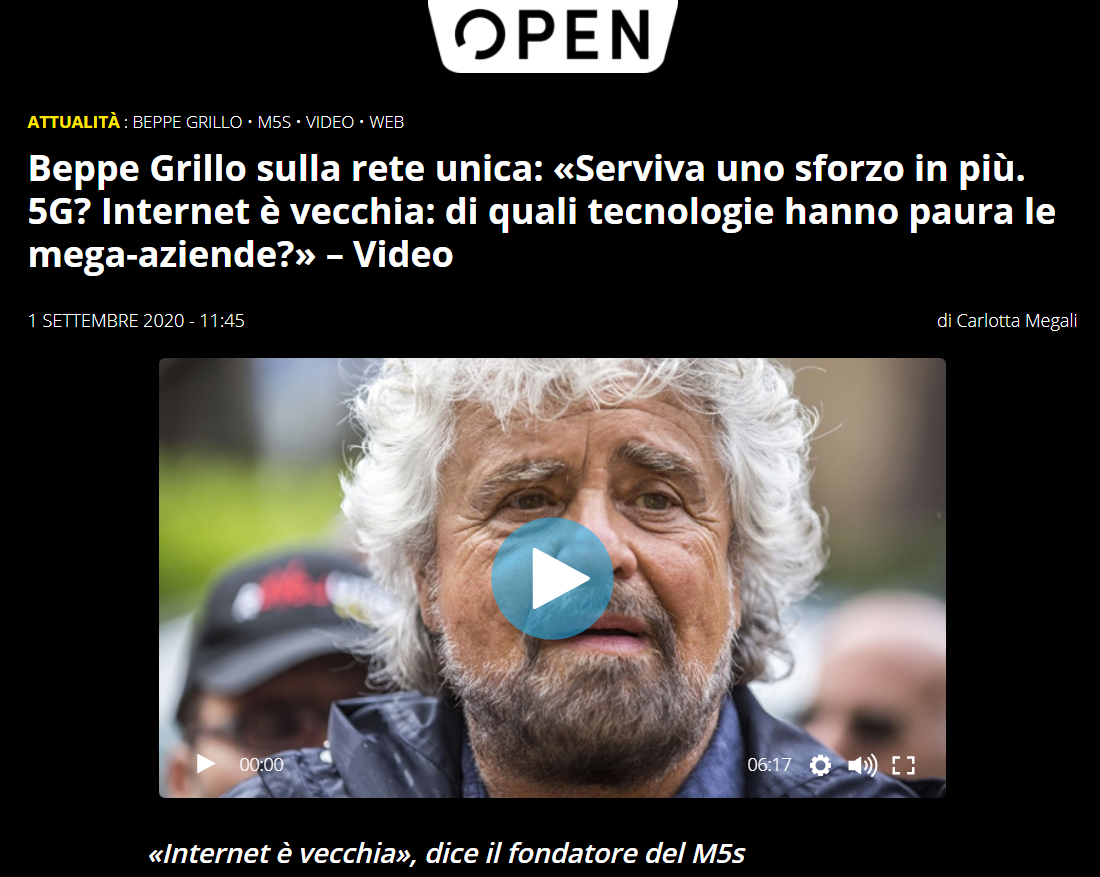 OPEN
ATTUALITÀ : BEPPE GRILLO • M5S • VIDEO • WEB
Beppe Grillo sulla rete unica: «Serviva uno sforzo in più.
5G? Internet è vecchia: di quali tecnologie hanno paura le
mega-aziende?» – Video
1 SETTEMBRE 2020 - 11:45
di Carlotta Megali
00:00
06:17
«Internet è vecchia», dice il fondatore del M5s